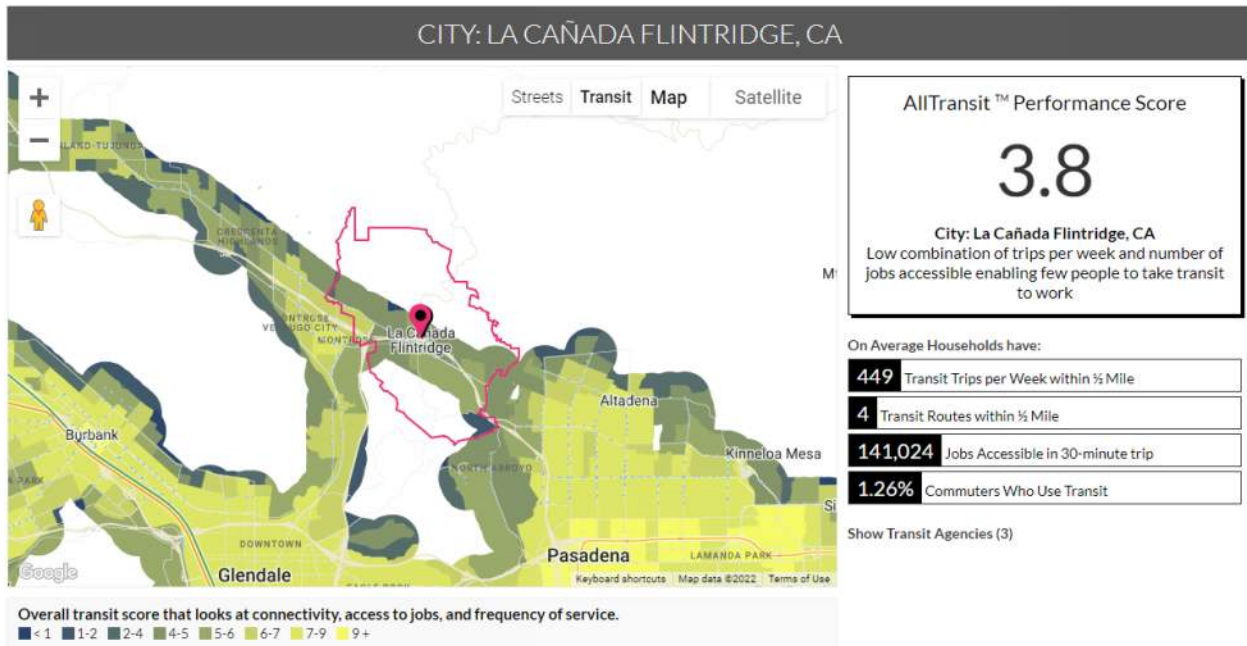 CITY: LA CAÑADA FLINTRIDGE, CA
+
−
Streets Transit Map Satellite
LAND-TUJUNGA
CRESCENTA
HIGHLANDS
MONTROSE
VERDUGO CITY
La Cañada
Flintridge
Burbank
Altadena
Kinneloa Mesa
NORTH ARROYO
DOWNTOWN
Glendale
Pasadena
LAMANDA PARK
EAGLE ROCK
Google
Keyboard shortcuts Map data ©2022 Terms of Use
Overall transit score that looks at connectivity, access to jobs, and frequency of service.
< 1 1-2 2-4 4-5 5-6 6-7 7-9 9 +
AllTransit ™ Performance Score
3.8
City: La Cañada Flintridge, CA
Low combination of trips per week and number of
jobs accessible enabling few people to take transit
to work
On Average Households have:
449 Transit Trips per Week within ½ Mile
4 Transit Routes within ½ Mile
141,024 Jobs Accessible in 30-minute trip
1.26% Commuters Who Use Transit
Show Transit Agencies (3)